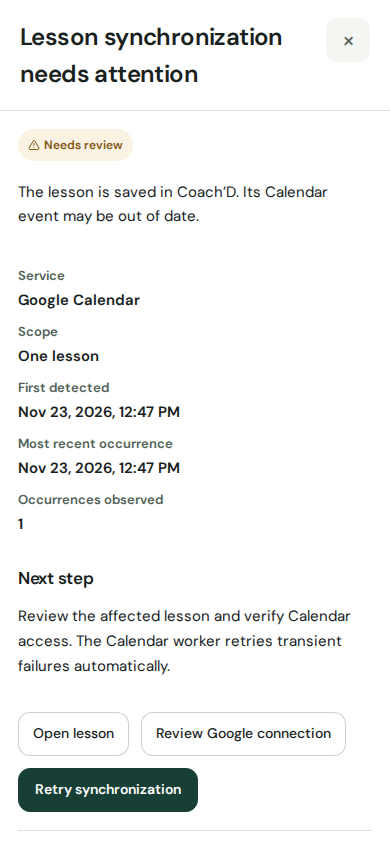 Lesson synchronization
needs attention
×
Needs review
The lesson is saved in Coach’D. Its Calendar
event may be out of date.
Service
Google Calendar
Scope
One lesson
First detected
Nov 23, 2026, 12:47 PM
Most recent occurrence
Nov 23, 2026, 12:47 PM
Occurrences observed
1
Next step
Review the affected lesson and verify Calendar
access. The Calendar worker retries transient
failures automatically.
Open lesson
Review Google connection
Retry synchronization